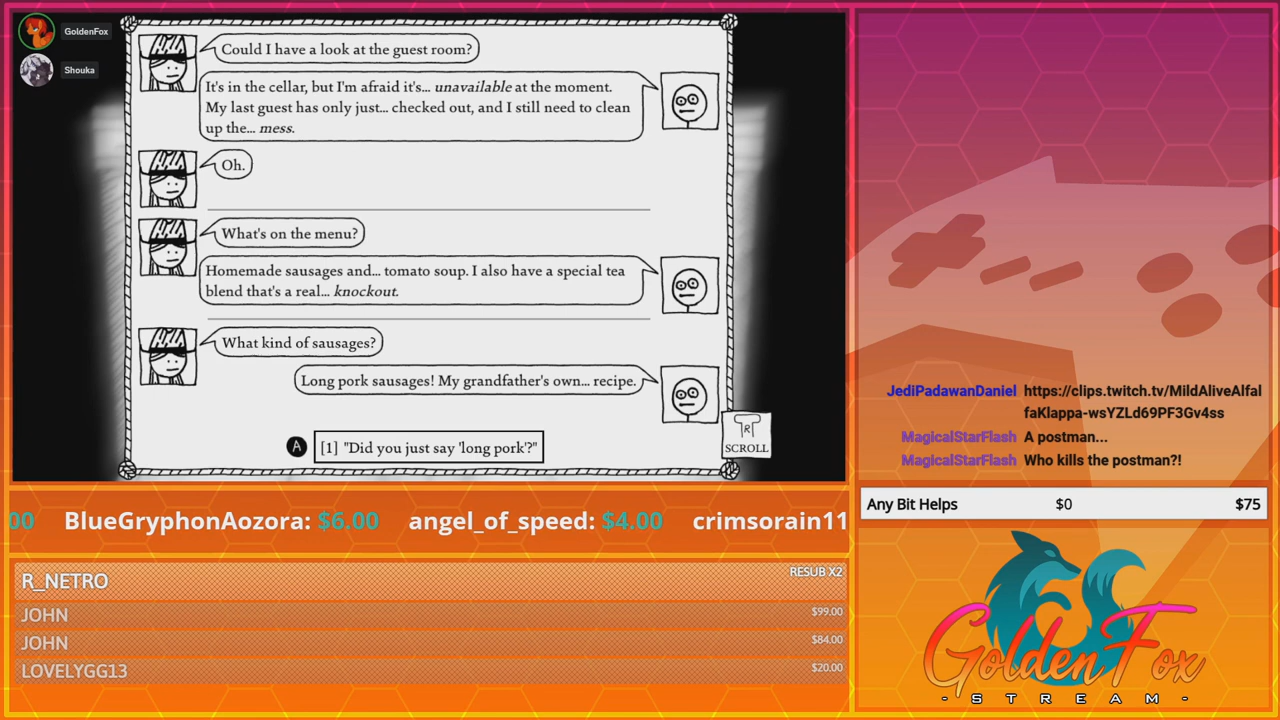 GoldenFox
Shouka
Could I have a look at the guest room?
It's in the cellar, but I'm afraid it's... unavailable at the moment.
My last guest has only just... checked out, and I still need to clean
up the... mess.
Oh.
What's on the menu?
Homemade sausages and... tomato soup. I also have a special tea
blend that's a real... knockout.
What kind of sausages?
Long pork sausages! My grandfather's own... recipe.
A [1] "Did you just say 'long pork'?"
R
SCROLL
JediPadawanDaniel https://clips.twitch.tv/MildAliveAlfal
faKlappa-wsYZLd69PF3Gv4ss
MagicalStarFlash A postman...
MagicalStarFlash Who kills the postman?!
Any Bit Helps $0 $75
00 BlueGryphonAozora: $6.00 angel_of_speed: $4.00 crimsorain11
R_NETRO RESUB X2
JOHN $99.00
JOHN $84.00
LOVELYGG13 $20.00
GoldenFox
- STREAM -